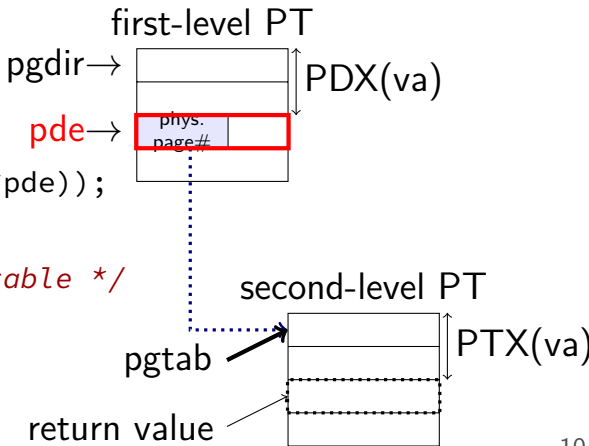 first-level PT
pgdir→
PDX(va)
pde→
phys.
page#
pde));
able */
second-level PT
pgtab
PTX(va)
return value
10